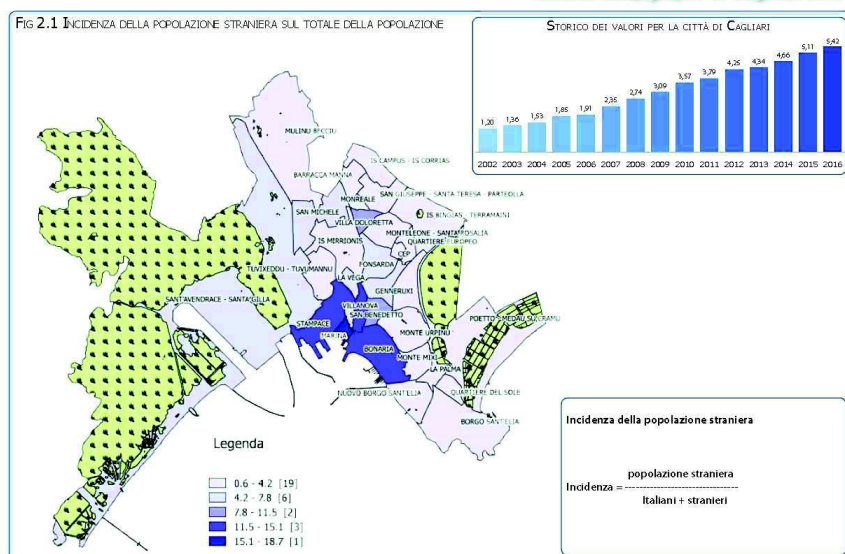 FIG 2.1 INCIDENZA DELLA POPOLAZIONE STRANIERA SUL TOTALE DELLA POPOLAZIONE
STORICO DEI VALORI PER LA CITTÀ DI CAGLIARI
1,20 1,36 1,53 1,85 1,91 2,35 2,74 3,09 3,57 3,79 4,25 4,34 4,66 5,11 5,42
2002 2003 2004 2005 2006 2007 2008 2009 2010 2011 2012 2013 2014 2015 2016
MULINU BECCIU
IS CAMPUS - IS CORRIAS
BARRACCA MANNA
SAN GIUSEPPE - SANTA TERESA - PARTEOLLA
MONREALE
SAN MICHELE
IS BINGIAS - TERRAMAINI
VILLA DOLORETTA
MONTELEONE - SANTA ROSALIA
IS MIRRIONIS
QUARTIERE EUROPEO
CEP
FONSARDA
TUVIXEDDU - TUVUMANNU
LA VEGA
GENNERUXI
SANT'AVENDRACE - SANTA GILLA
VILLANOVA
SAN BENEDETTO
POETTO - MEDAU SU CRAMU
STAMPACE
MARINA
MONTE URPINU
BONARIA
MONTE MIXI
LA PALMA
NUOVO BORGO SANT'ELIA
QUARTIERE DEL SOLE
BORGO SANT'ELIA
Legenda
0.6 - 4.2 [19]
4.2 - 7.8 [6]
7.8 - 11.5 [2]
11.5 - 15.1 [3]
15.1 - 18.7 [1]
Incidenza della popolazione straniera
popolazione straniera
Incidenza = --------------------------------
Italiani + stranieri